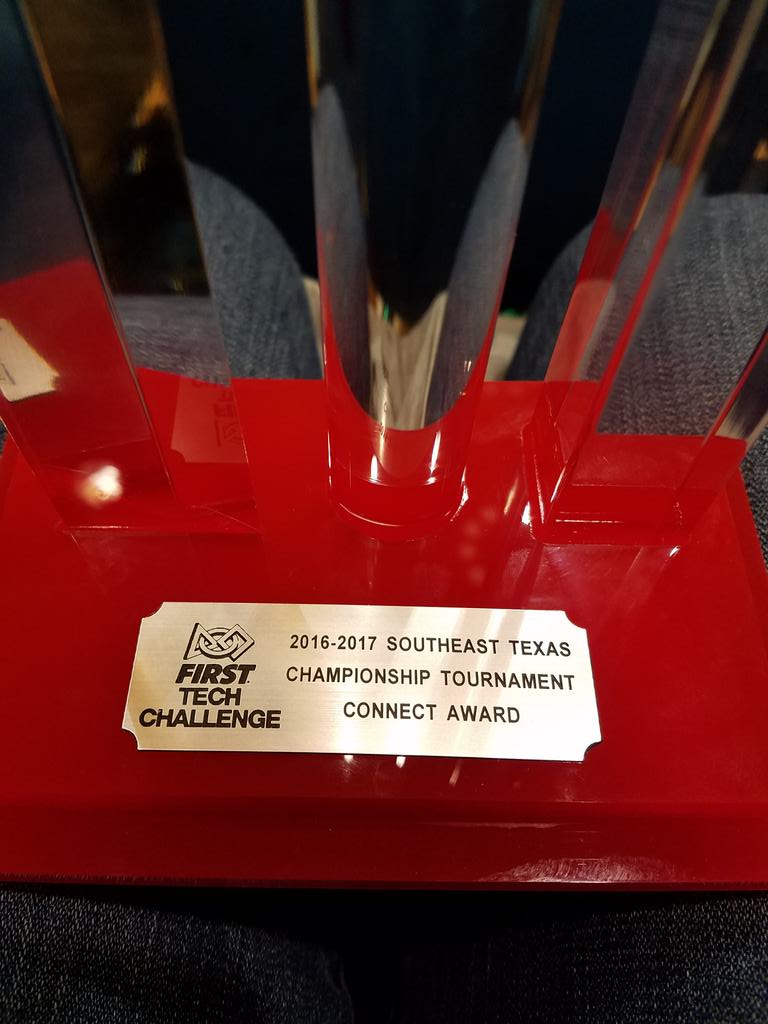 FIRST
TECH
CHALLENGE
2016-2017 SOUTHEAST TEXAS
CHAMPIONSHIP TOURNAMENT
CONNECT AWARD